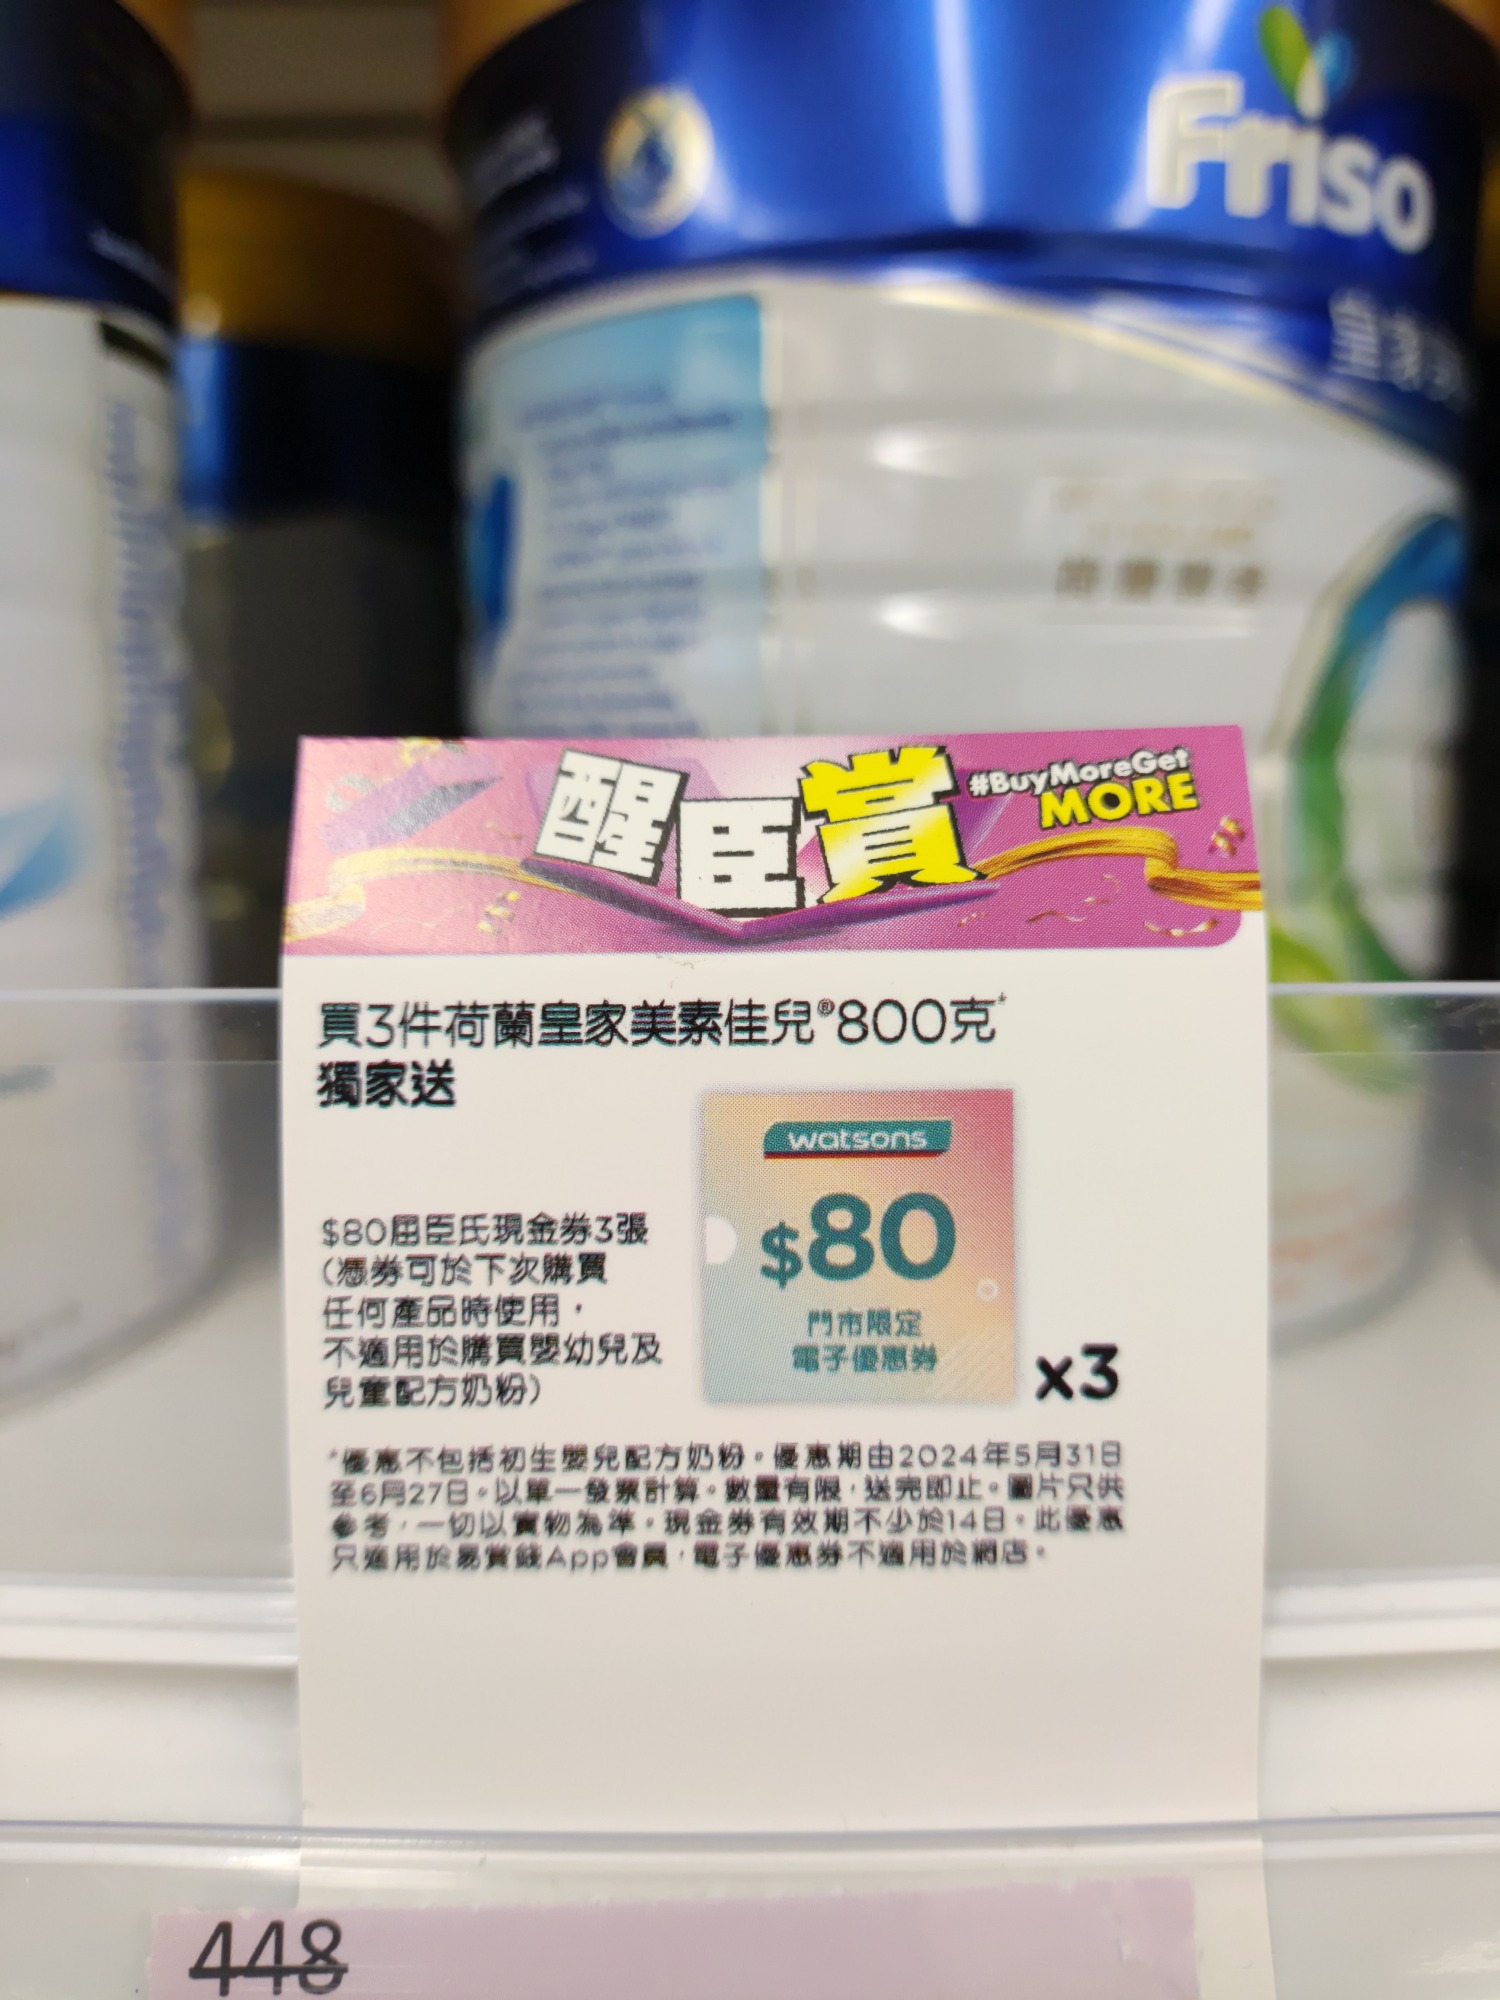 Friso
醒臣賞
#BuyMoreGet
MORE
買3件荷蘭皇家美素佳兒®800克*
獨家送
watsons
$80
門市限定
電子優惠券
x3
$80屈臣氏現金券3張
(憑券可於下次購買
任何產品時使用，
不適用於購買嬰幼兒及
兒童配方奶粉)
*優惠不包括初生嬰兒配方奶粉。優惠期由2024年5月31日
至6月27日。以單一發票計算。數量有限，送完即止。圖片只供
參考，一切以實物為準。現金券有效期不少於14日。此優惠
只適用於易賞錢App會員，電子優惠券不適用於網店。
448